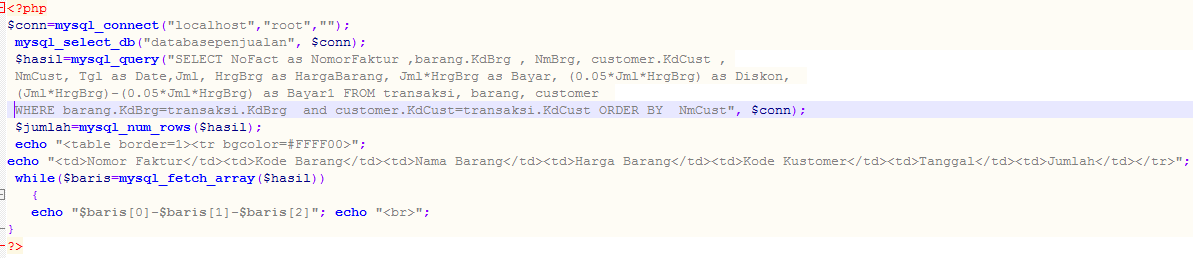 <?php
$conn=mysql_connect("localhost","root","");
mysql_select_db("databasepenjualan", $conn);
$hasil=mysql_query("SELECT NoFact as NomorFaktur ,barang.KdBrg , NmBrg, customer.KdCust ,
NmCust, Tgl as Date,Jml, HrgBrg as HargaBarang, Jml*HrgBrg as Bayar, (0.05*Jml*HrgBrg) as Diskon,
(Jml*HrgBrg)-(0.05*Jml*HrgBrg) as Bayar1 FROM transaksi, barang, customer
WHERE barang.KdBrg=transaksi.KdBrg  and customer.KdCust=transaksi.KdCust ORDER BY  NmCust", $conn);
$jumlah=mysql_num_rows($hasil);
echo "<table border=1><tr bgcolor=#FFFF00>";
echo "<td>Nomor Faktur</td><td>Kode Barang</td><td>Nama Barang</td><td>Harga Barang</td><td>Kode Kustomer</td><td>Tanggal</td><td>Jumlah</td></tr>";
while($baris=mysql_fetch_array($hasil))
{
echo "$baris[0]-$baris[1]-$baris[2]"; echo "<br>";
}
?>